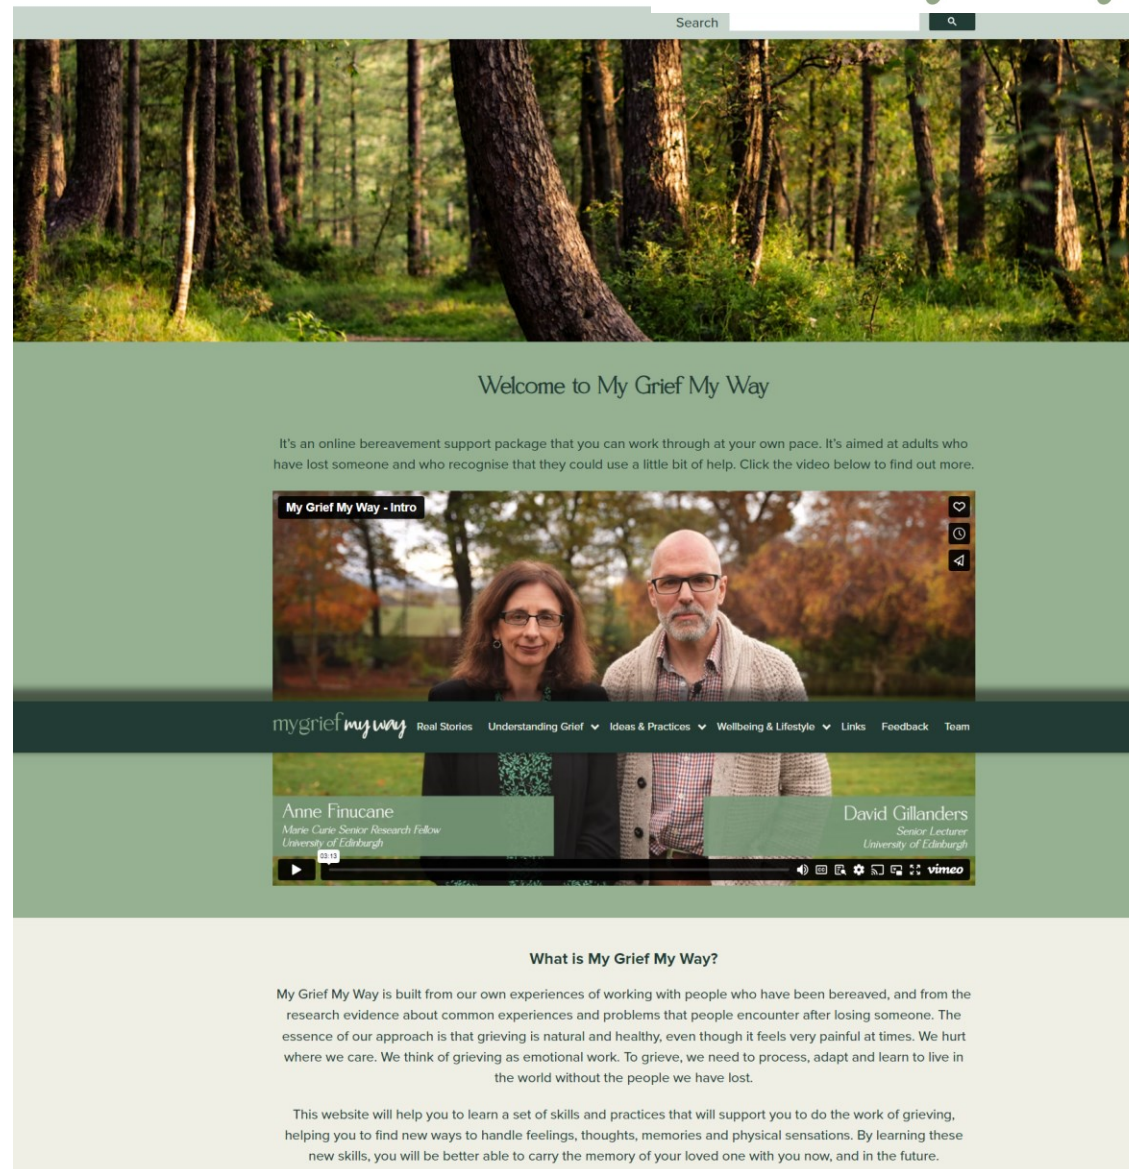 Search
Welcome to My Grief My Way
It's an online bereavement support package that you can work through at your own pace. It's aimed at adults who
have lost someone and who recognise that they could use a little bit of help. Click the video below to find out more.
My Grief My Way - Intro
mygrief my way Real Stories Understanding Grief Ideas & Practices Wellbeing & Lifestyle Links Feedback Team
Anne Finucane
Marie Curie Senior Research Fellow
University of Edinburgh
David Gillanders
Senior Lecturer
University of Edinburgh
03:13
CC
vimeo
What is My Grief My Way?
My Grief My Way is built from our own experiences of working with people who have been bereaved, and from the
research evidence about common experiences and problems that people encounter after losing someone. The
essence of our approach is that grieving is natural and healthy, even though it feels very painful at times. We hurt
where we care. We think of grieving as emotional work. To grieve, we need to process, adapt and learn to live in
the world without the people we have lost.
This website will help you to learn a set of skills and practices that will support you to do the work of grieving,
helping you to find new ways to handle feelings, thoughts, memories and physical sensations. By learning these
new skills, you will be better able to carry the memory of your loved one with you now, and in the future.